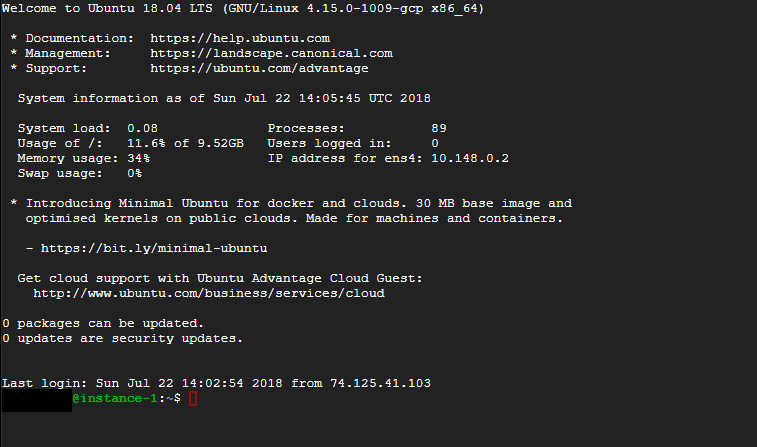 Welcome to Ubuntu 18.04 LTS (GNU/Linux 4.15.0-1009-gcp x86_64)
* Documentation: https://help.ubuntu.com
* Management: https://landscape.canonical.com
* Support: https://ubuntu.com/advantage
System information as of Sun Jul 22 14:05:45 UTC 2018
System load: 0.08 Processes: 89
Usage of /: 11.6% of 9.52GB Users logged in: 0
Memory usage: 34% IP address for ens4: 10.148.0.2
Swap usage: 0%
* Introducing Minimal Ubuntu for docker and clouds. 30 MB base image and
optimised kernels on public clouds. Made for machines and containers.
- https://bit.ly/minimal-ubuntu
Get cloud support with Ubuntu Advantage Cloud Guest:
http://www.ubuntu.com/business/services/cloud
0 packages can be updated.
0 updates are security updates.
Last login: Sun Jul 22 14:02:54 2018 from 74.125.41.103
@instance-1:~$